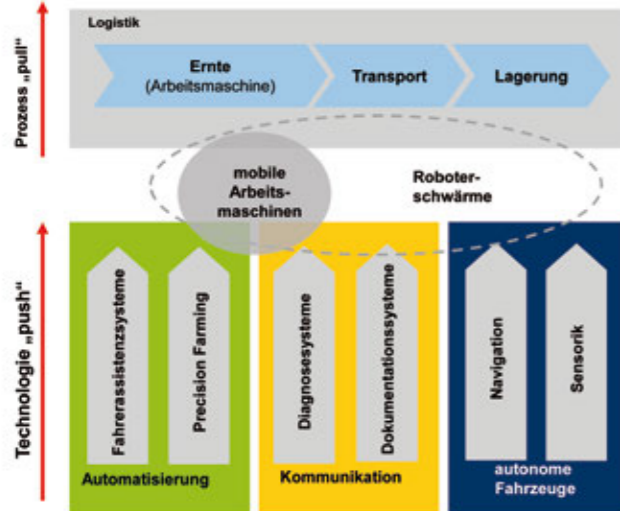 Prozess „pull"
Logistik
Ernte
(Arbeitsmaschine)
Transport
Lagerung
mobile
Arbeits-
maschinen
Roboter-
schwärme
Technologie „push"
Fahrerassistenzsysteme
Precision Farming
Automatisierung
Diagnosesysteme
Dokumentationssysteme
Kommunikation
Navigation
Sensorik
autonome
Fahrzeuge